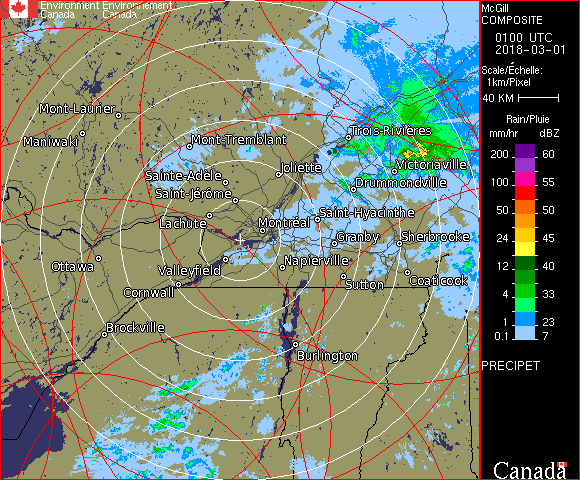 Environment Environnement
Canada Canada
McGill
COMPOSITE
0100 UTC
2018-03-01
Scale/Échelle:
1km/Pixel
40 KM
Rain/Pluie
mm/hr dBZ
200 60
100 55
50 50
24 45
12 40
4 33
1 23
0.1 7
PRECIPET
Canada
Mont-Laurier
Maniwaki
Mont-Tremblant
Trois-Rivières
Victoriaville
Joliette
Sainte-Adèle
Drummondville
Saint-Jérôme
Saint-Hyacinthe
Lachute
Montréal
Granby
Sherbrooke
Ottawa
Valleyfield
Napierville
Sutton
Coaticook
Cornwall
Brockville
Burlington